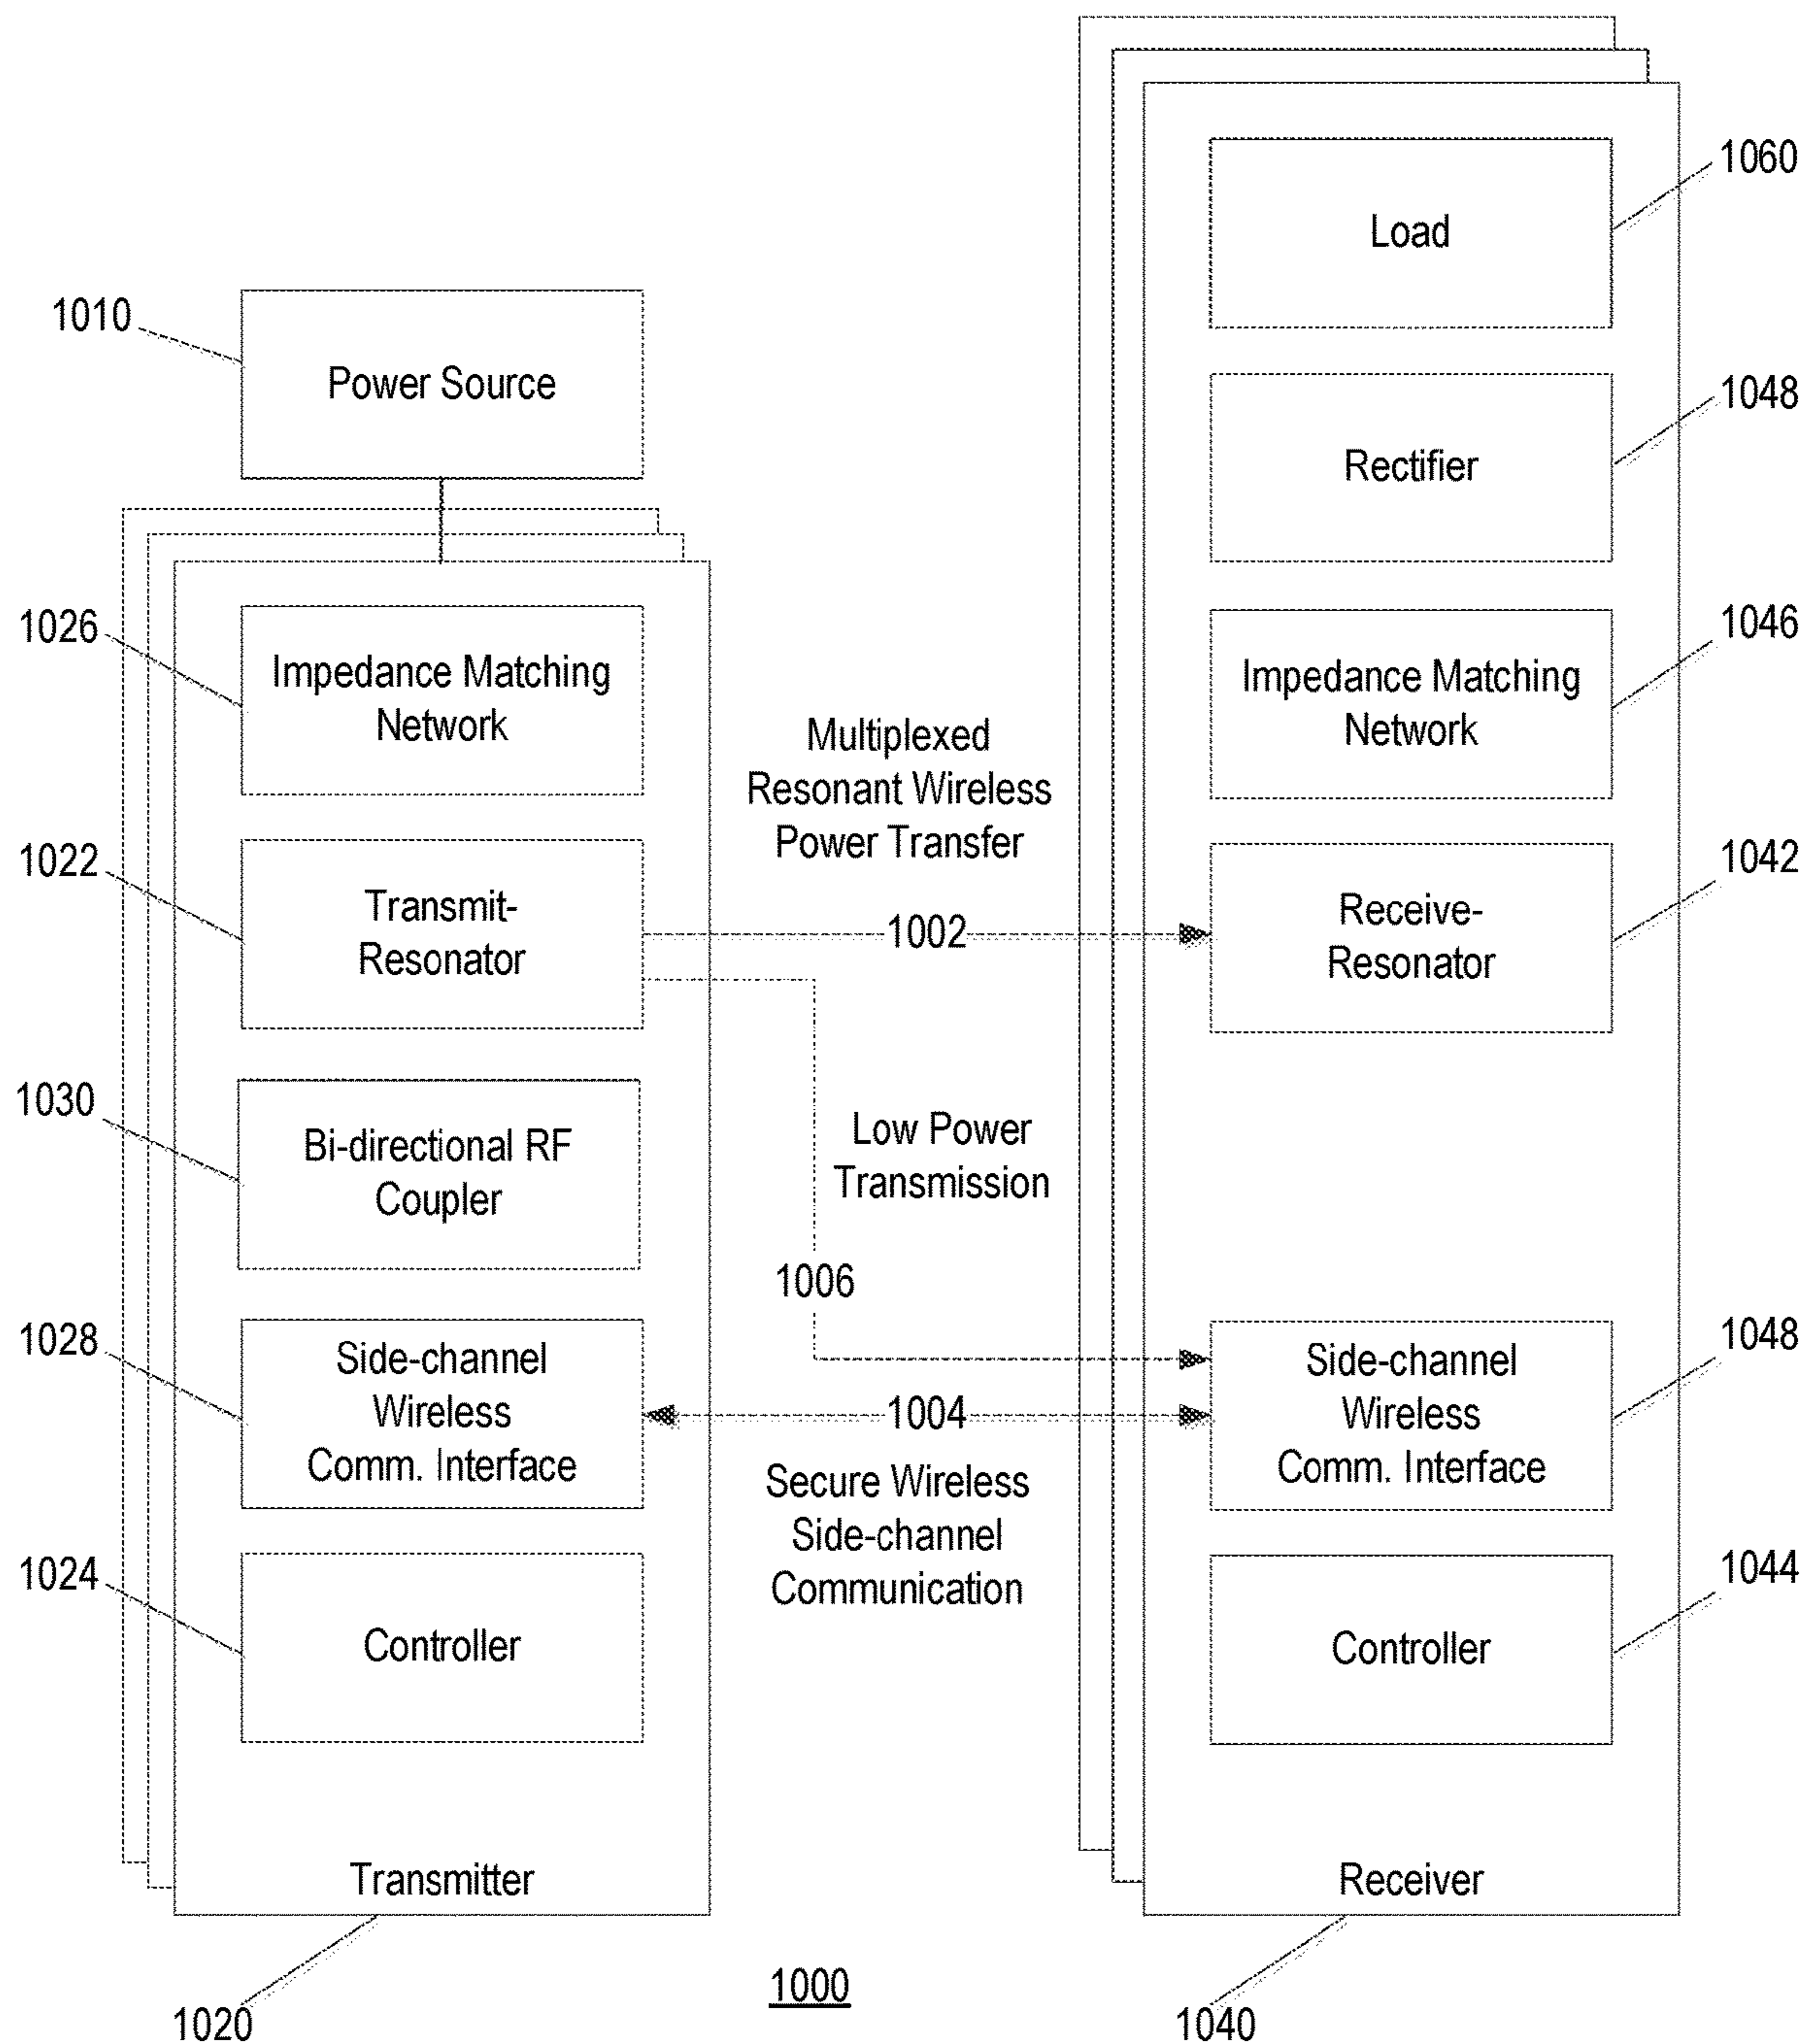 1060
Load
1010
Power Source
1048
Rectifier
1026
Impedance Matching
Network
1046
Impedance Matching
Network
Multiplexed
Resonant Wireless
Power Transfer
1022
Transmit-
Resonator
1002
1042
Receive-
Resonator
1030
Bi-directional RF
Coupler
Low Power
Transmission
1006
1028
Side-channel
Wireless
Comm. Interface
1004
1048
Side-channel
Wireless
Comm. Interface
Secure Wireless
Side-channel
Communication
1024
Controller
1044
Controller
Transmitter
Receiver
1000
1020
1040